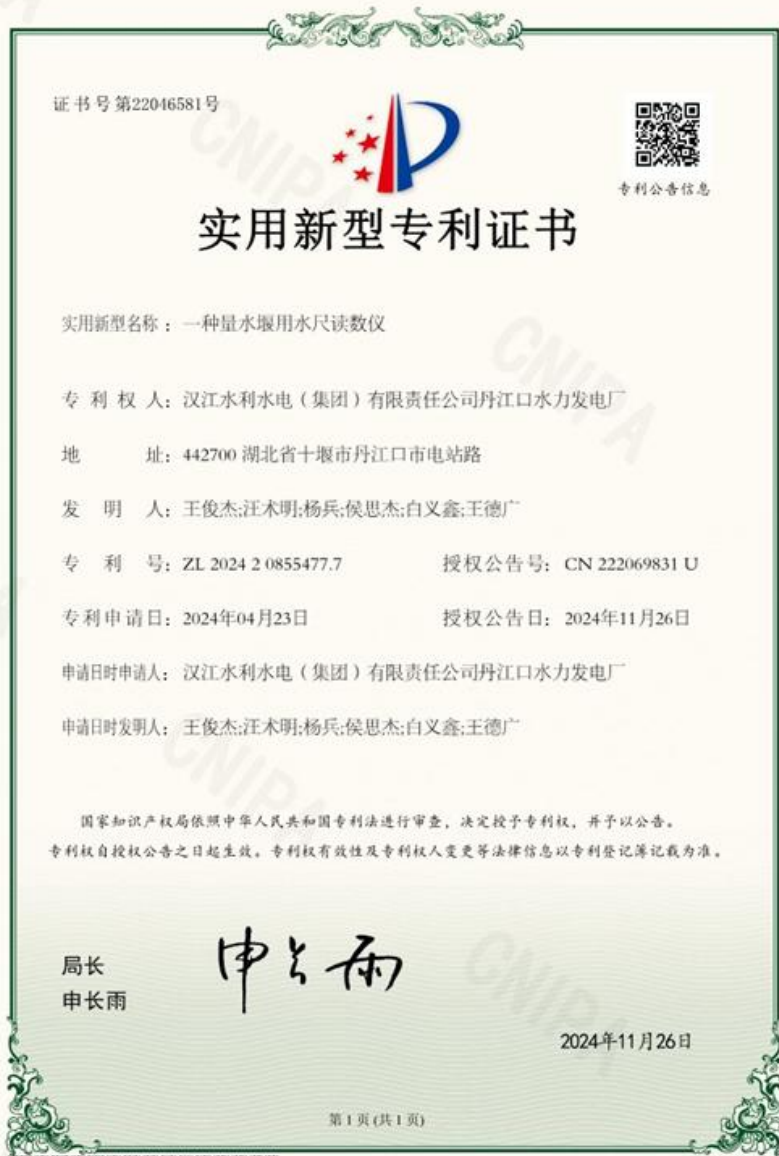 证书号第22046581号
专利公告信息
实用新型专利证书
实用新型名称：一种量水堰用水尺读数仪
专利权人：汉江水利水电（集团）有限责任公司丹江口水力发电厂
地址：442700 湖北省十堰市丹江口市电站路
发明人：王俊杰;汪术明;杨兵;侯思杰;白义鑫;王德广
专利号：ZL 2024 2 0855477.7 授权公告号：CN 222069831 U
专利申请日：2024年04月23日 授权公告日：2024年11月26日
申请日时申请人：汉江水利水电（集团）有限责任公司丹江口水力发电厂
申请日时发明人：王俊杰;汪术明;杨兵;侯思杰;白义鑫;王德广
国家知识产权局依照中华人民共和国专利法进行审查，决定授予专利权，并予以公告。
专利权自授权公告之日起生效。专利权有效性及专利权人变更等法律信息以专利登记簿记载为准。
局长
申长雨
申长雨
2024年11月26日
第1页(共1页)
CNIPA
CNIPA
CNIPA
CNIPA